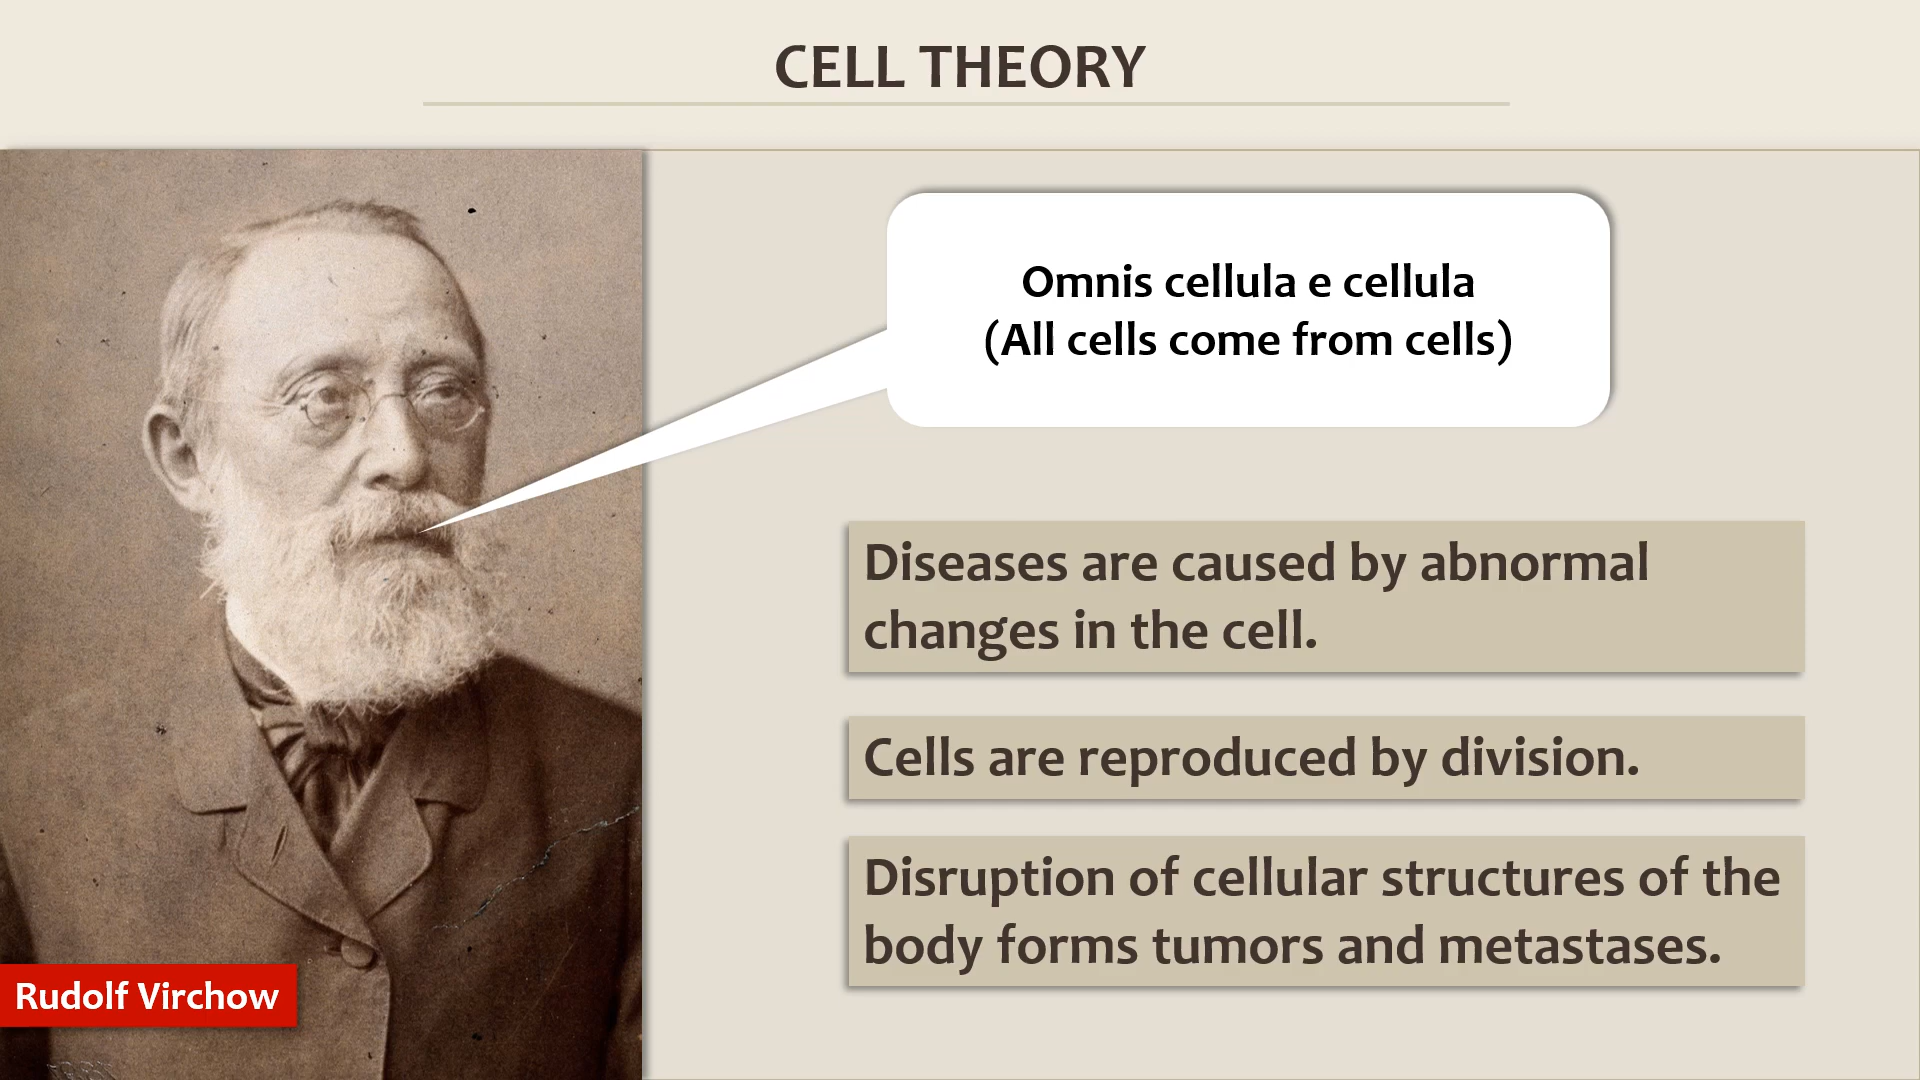 CELL THEORY
Omnis cellula e cellula
(All cells come from cells)
Diseases are caused by abnormal
changes in the cell.
Cells are reproduced by division.
Disruption of cellular structures of the
body forms tumors and metastases.
Rudolf Virchow